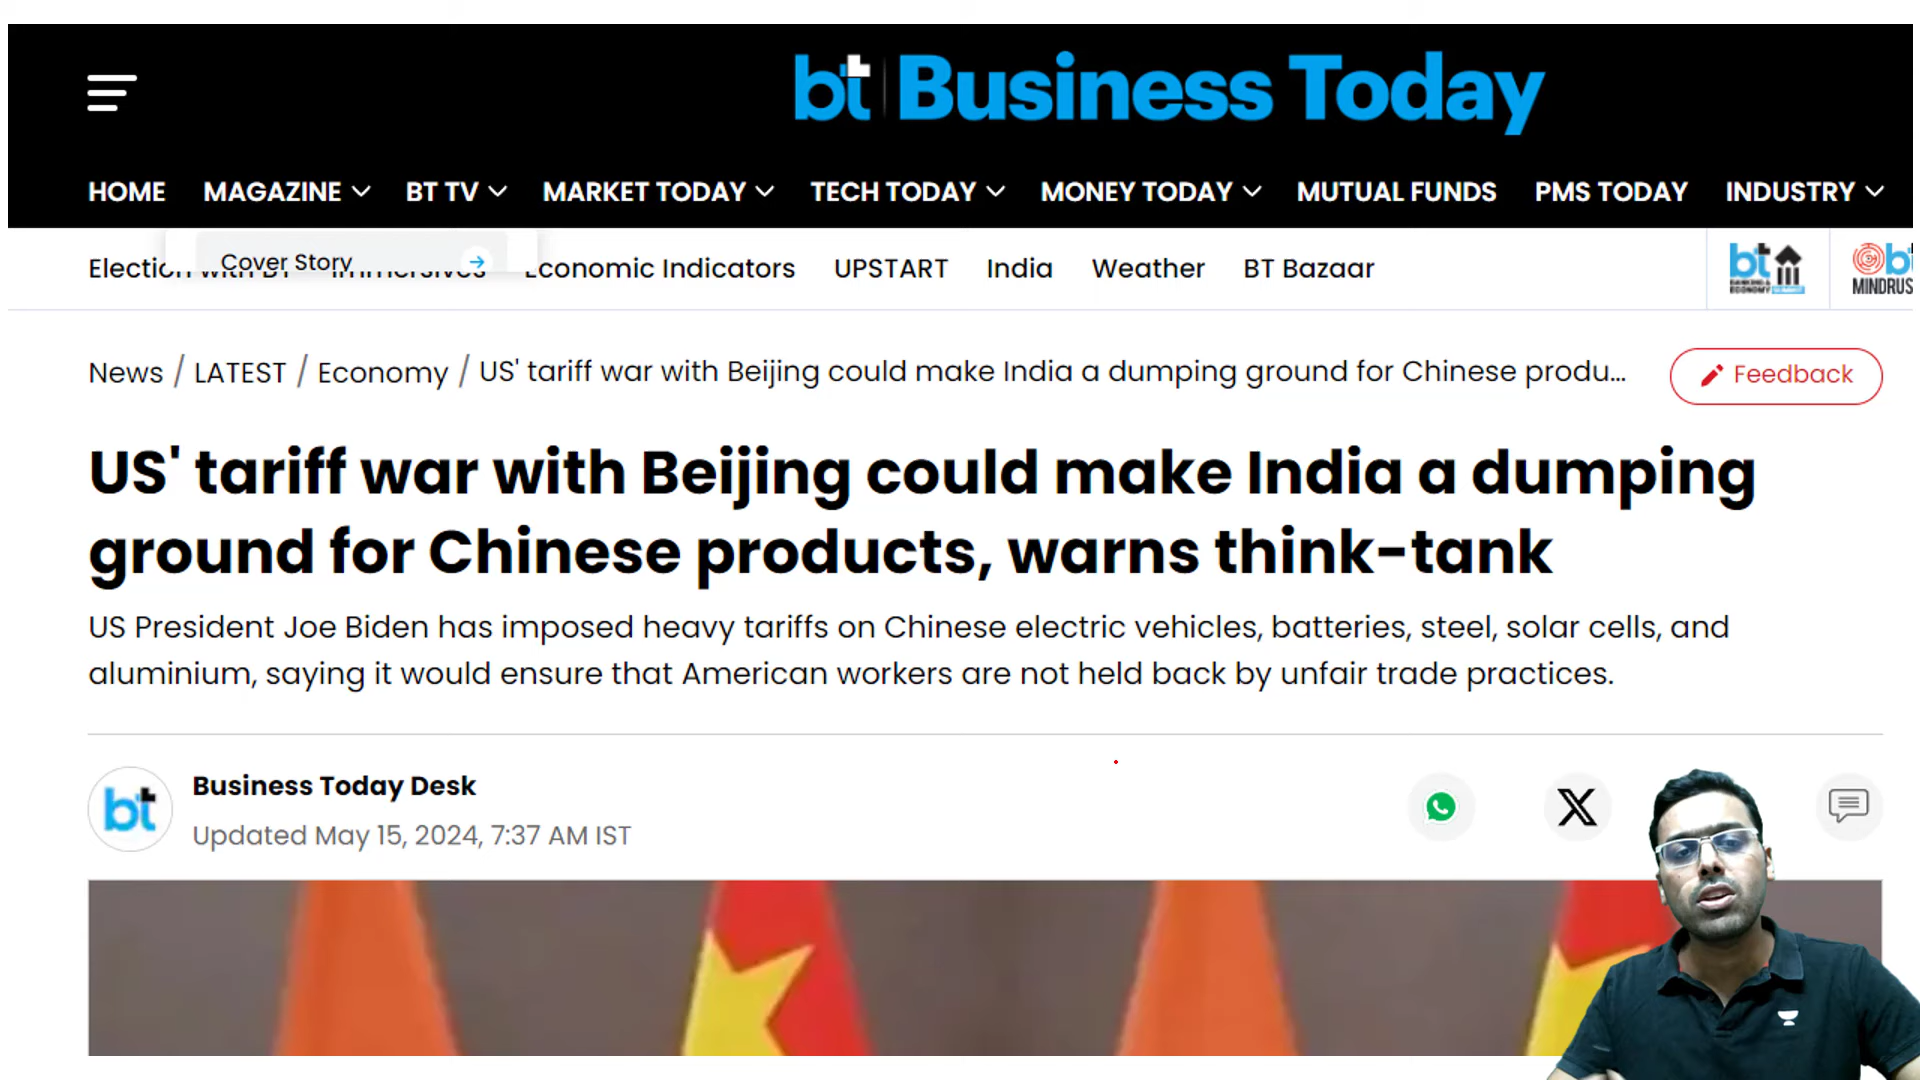 bt Business Today
HOME MAGAZINE BT TV MARKET TODAY TECH TODAY MONEY TODAY MUTUAL FUNDS PMS TODAY INDUSTRY
Cover Story
Economic Indicators UPSTART India Weather BT Bazaar
bt
bt
MINDRUS
News / LATEST / Economy / US' tariff war with Beijing could make India a dumping ground for Chinese produ...
Feedback
US' tariff war with Beijing could make India a dumping
ground for Chinese products, warns think-tank
US President Joe Biden has imposed heavy tariffs on Chinese electric vehicles, batteries, steel, solar cells, and
aluminium, saying it would ensure that American workers are not held back by unfair trade practices.
bt
Business Today Desk
Updated May 15, 2024, 7:37 AM IST